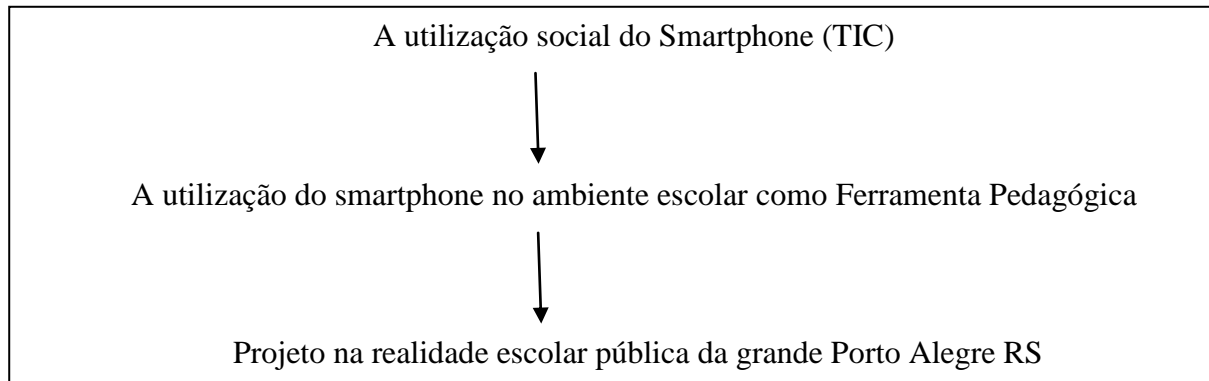 A utilização social do Smartphone (TIC)
A utilização do smartphone no ambiente escolar como Ferramenta Pedagógica
Projeto na realidade escolar pública da grande Porto Alegre RS